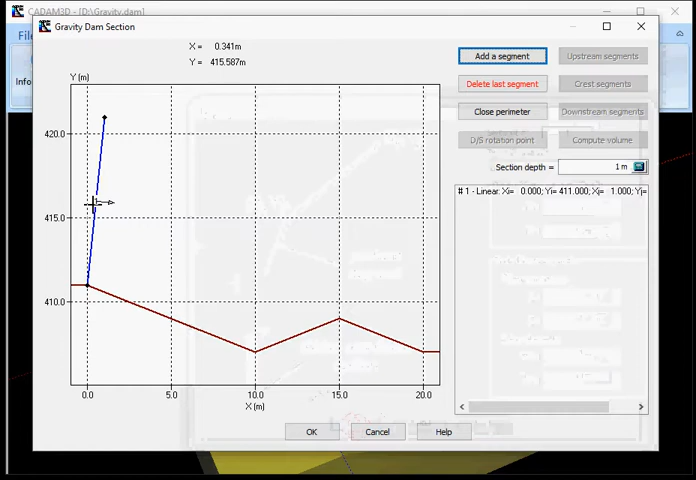 CADAM3D - [D:\Gravity.dam]
Gravity Dam Section
Fil
Info
X = 0.341m
Y = 415.587m
Y (m)
420.0
415.0
410.0
0.0 5.0 10.0 15.0 20.0
X (m)
Add a segment
Upstream segments
Delete last segment
Crest segments
Close perimeter
Downstream segments
D/S rotation point
Compute volume
Section depth = 1 m
# 1 - Linear: Xi= 0.000; Yi= 411.000; Xj= 1.000; Yj=
OK
Cancel
Help